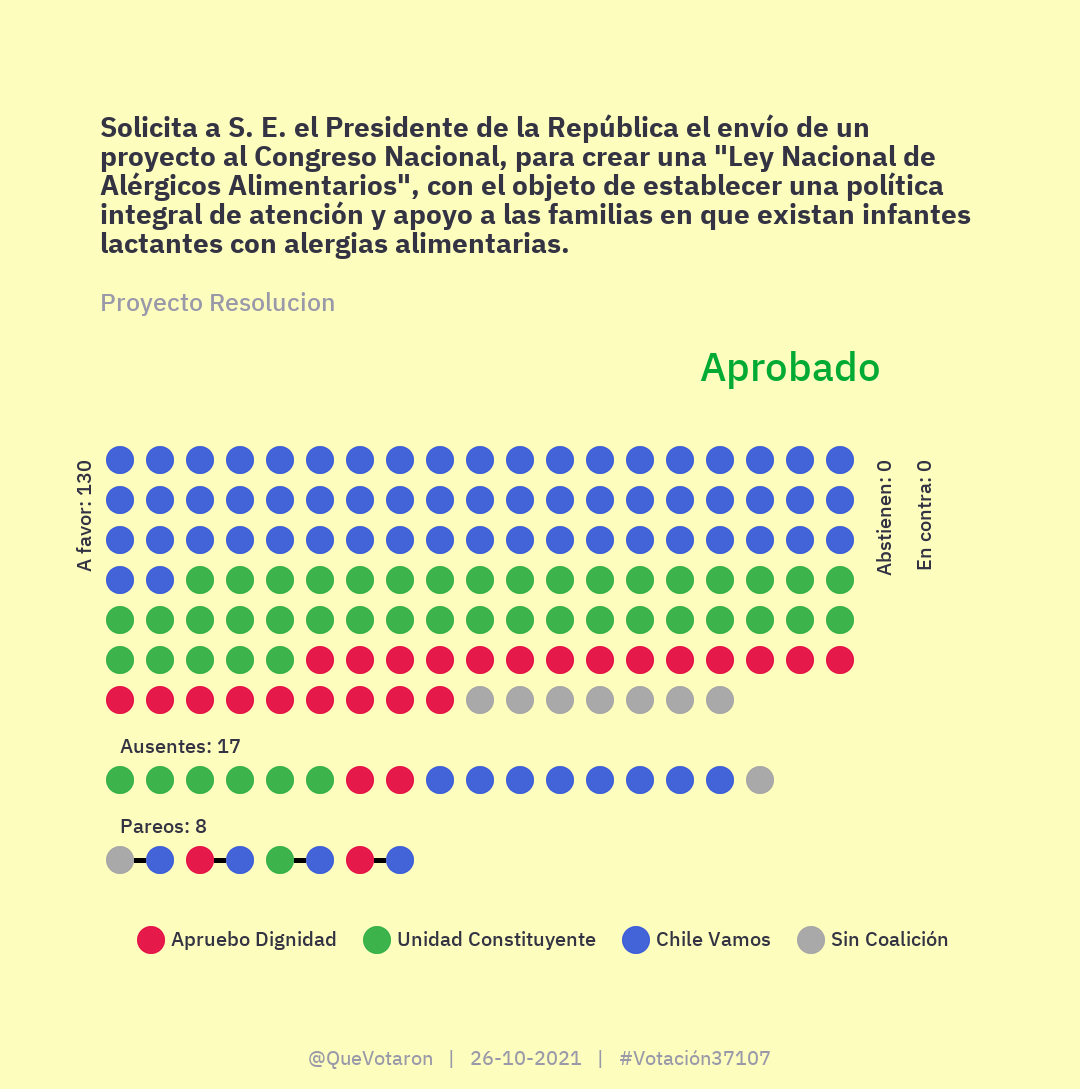 Solicita a S. E. el Presidente de la República el envío de un
proyecto al Congreso Nacional, para crear una "Ley Nacional de
Alérgicos Alimentarios", con el objeto de establecer una política
integral de atención y apoyo a las familias en que existan infantes
lactantes con alergias alimentarias.
Proyecto Resolucion
Aprobado
A favor: 130
Abstienen: 0
En contra: 0
Ausentes: 17
Pareos: 8
Apruebo Dignidad
Unidad Constituyente
Chile Vamos
Sin Coalición
@QueVotaron | 26-10-2021 | #Votación37107